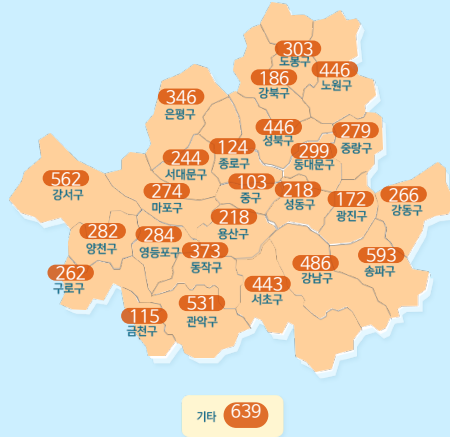 303
도봉구
446
노원구
186
강북구
346
은평구
446
성북구
279
중랑구
124
종로구
299
동대문구
244
서대문구
562
강서구
274
마포구
103
중구
218
성동구
172
광진구
266
강동구
218
용산구
282
양천구
284
영등포구
373
동작구
593
송파구
486
강남구
262
구로구
443
서초구
531
관악구
115
금천구
기타 639